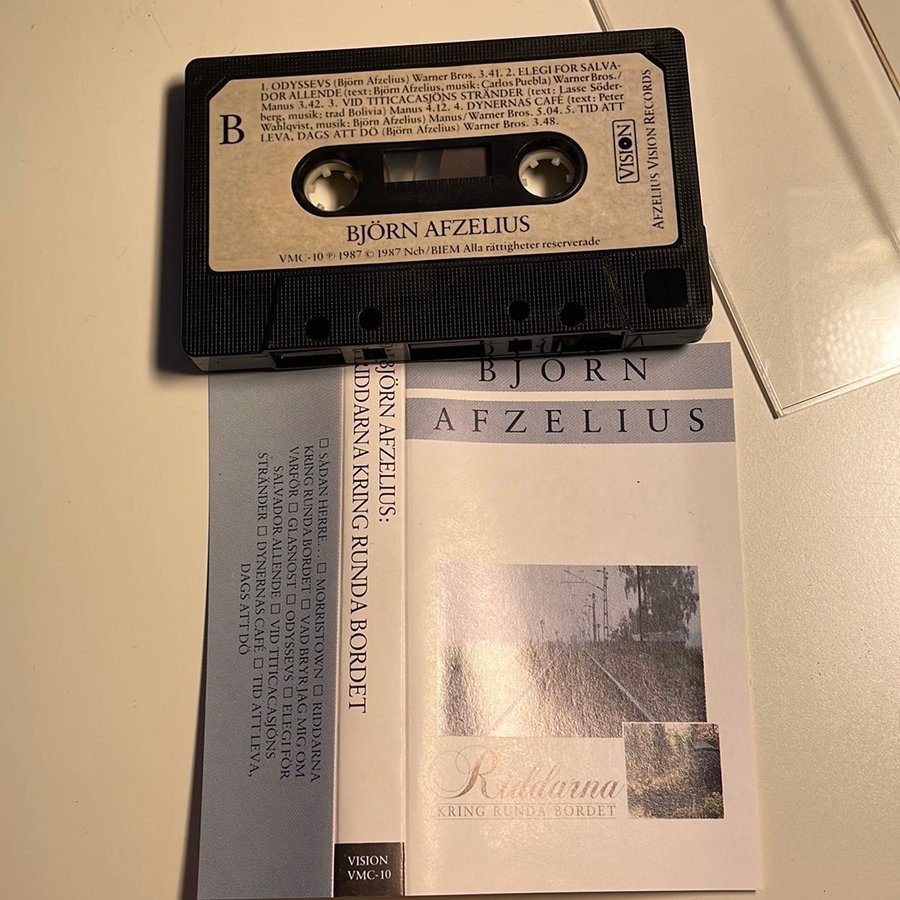 1. ODYSSEVS (Björn Afzelius) Warner Bros. 3.41. 2. ELEGI FÖR SALVA-
DOR ALLENDE (text: Björn Afzelius, musik: Carlos Puebla) Warner Bros./
Manus 3.42. 3. VID TITICACASJÖNS STRÄNDER (text: Lasse Söder-
berg, musik: trad Bolivia) Manus 4.12. 4. DYNERNAS CAFÉ (text: Peter
Wahlqvist, musik: Björn Afzelius) Manus/Warner Bros. 5.04. 5. TID ATT
LEVA, DAGS ATT DÖ (Björn Afzelius) Warner Bros. 3.48.
B
VISION
AFZELIUS VISION RECORDS
BJÖRN AFZELIUS
VMC-10 ℗ 1987 © 1987 Ncb/BIEM Alla rättigheter reserverade
BJÖRN
AFZELIUS
Riddarna
KRING RUNDA BORDET
BJÖRN AFZELIUS:
RIDDARNA KRING RUNDA BORDET
VISION
VMC-10
□ SÅDAN HERRE... □ MORRISTOWN □ RIDDARNA
KRING RUNDA BORDET □ VAD BRYR JAG MIG OM
VARFÖR □ GLASNOST □ ODYSSEVS □ ELEGI FÖR
SALVADOR ALLENDE □ VID TITICACASJÖNS
STRÄNDER □ DYNERNAS CAFÉ □ TID ATT LEVA,
DAGS ATT DÖ